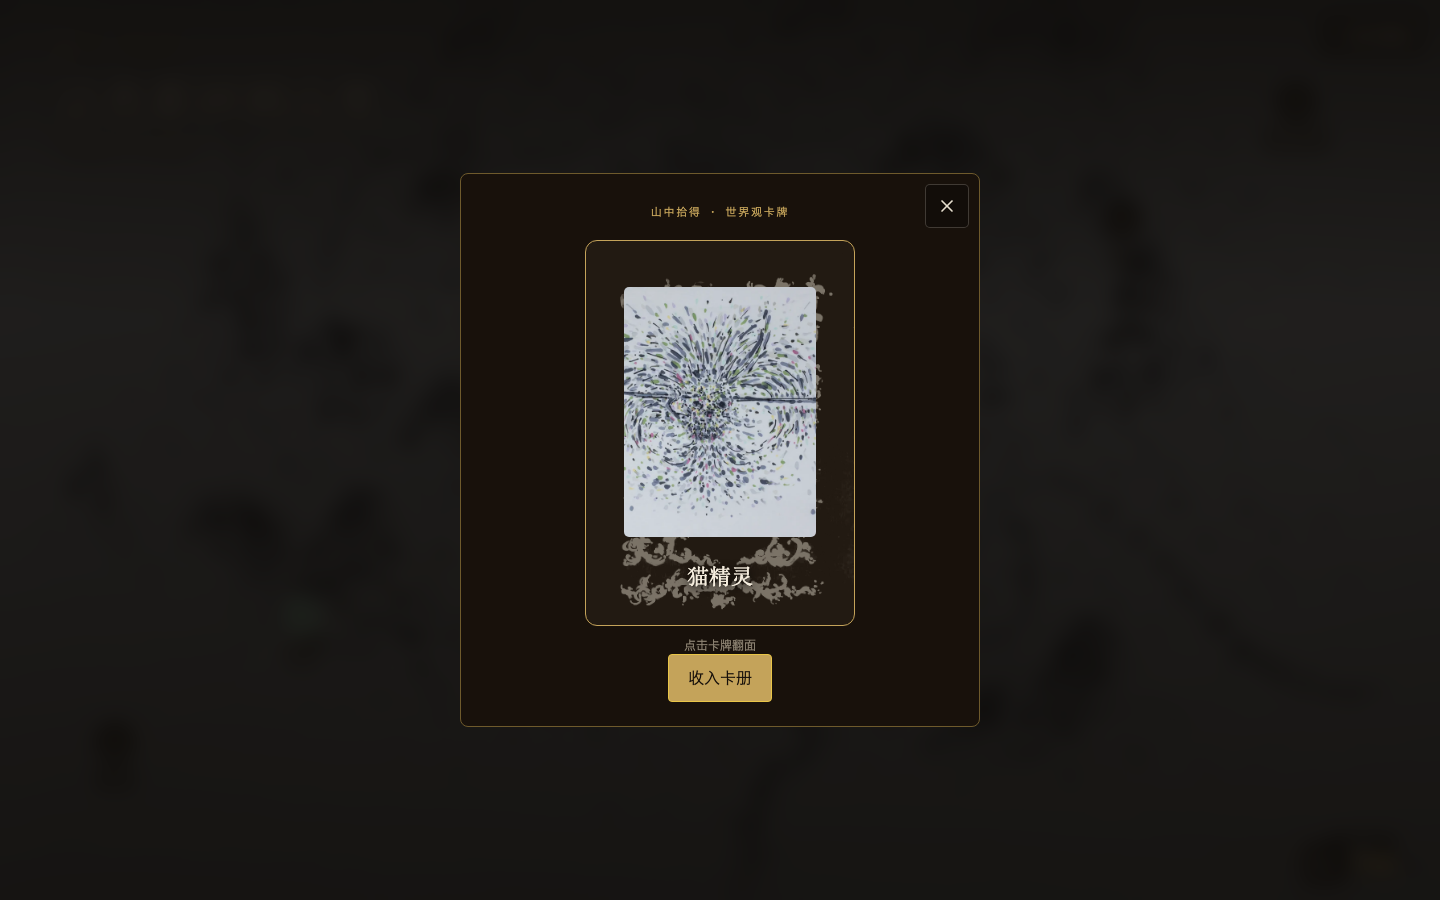 山中拾得 · 世界观卡牌
猫精灵
点击卡牌翻面
收入卡册